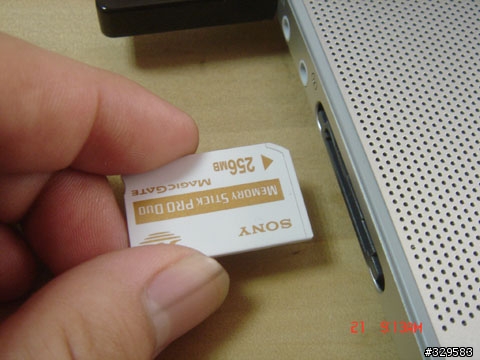 SONY
MEMORY STICK PRO DUO
MAGICGATE
256MB
#329583